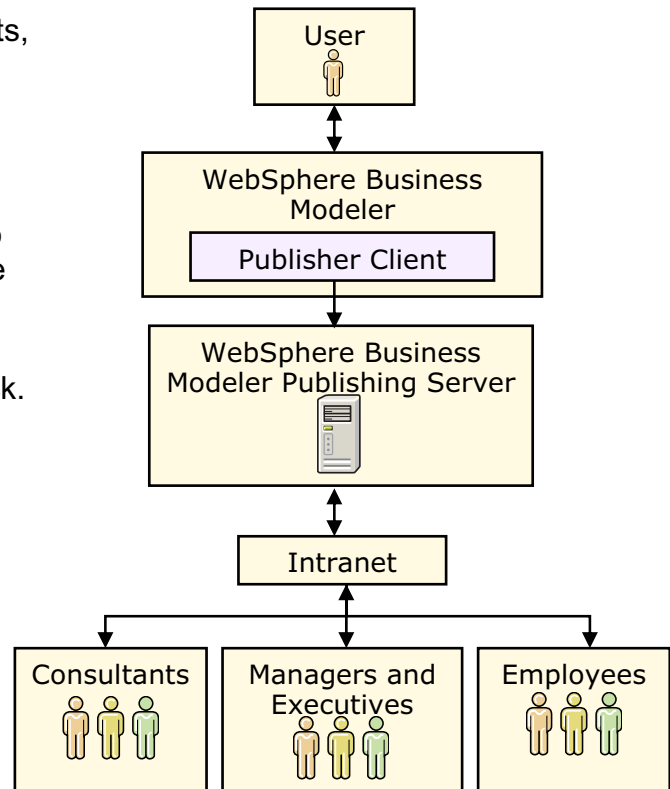 ts,
User
WebSphere Business
Modeler
Publisher Client
e
WebSphere Business
Modeler Publishing Server
k.
Intranet
Consultants
Managers and
Executives
Employees